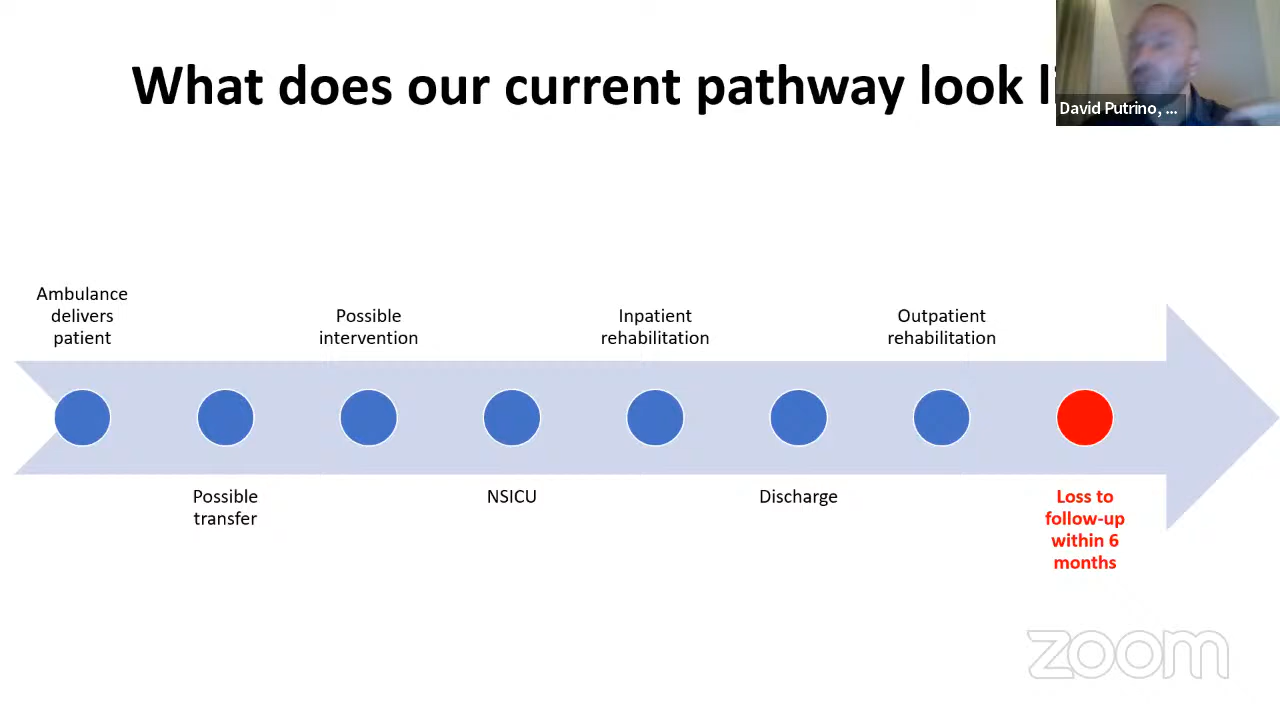 What does our current pathway look li
David Putrino, ...
Ambulance
delivers
patient
Possible
transfer
Possible
intervention
NSICU
Inpatient
rehabilitation
Discharge
Outpatient
rehabilitation
Loss to
follow-up
within 6
months
zoom